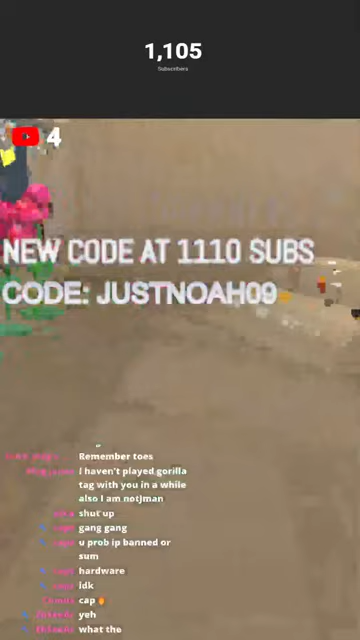 1,105
Subscribers
4
NEW CODE AT 1110 SUBS
CODE: JUSTNOAH09
Remember toes
I haven't played gorilla
tag with you in a while
also I am notJman
shut up
gang gang
u prob ip banned or
sum
hardware
idk
cap
yeh
what the